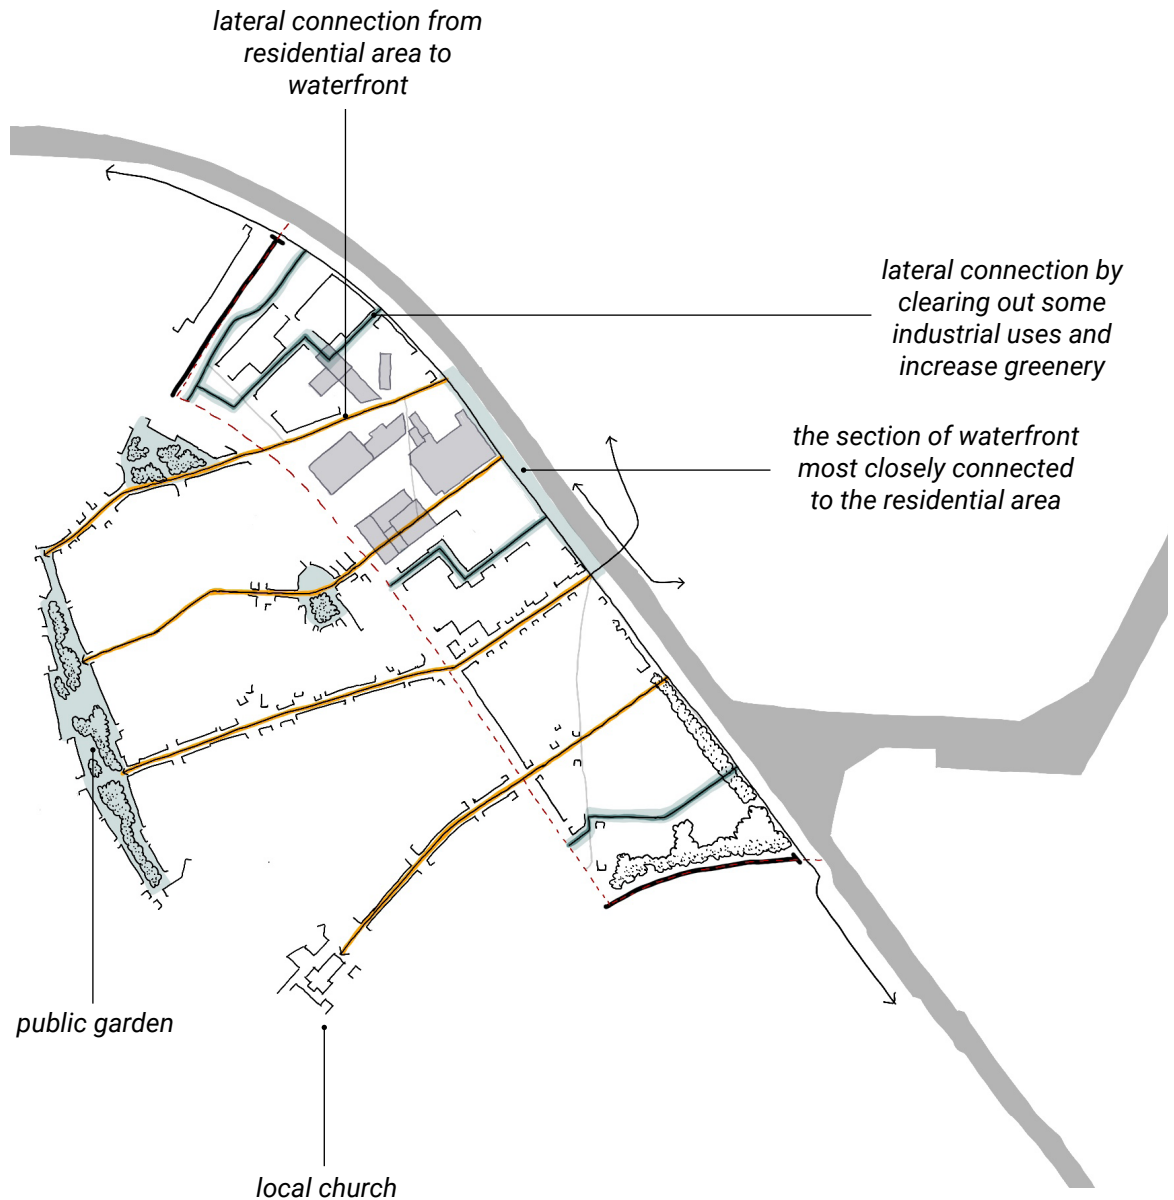 lateral connection from
residential area to
waterfront
lateral connection by
clearing out some
industrial uses and
increase greenery
the section of waterfront
most closely connected
to the residential area
public garden
local church